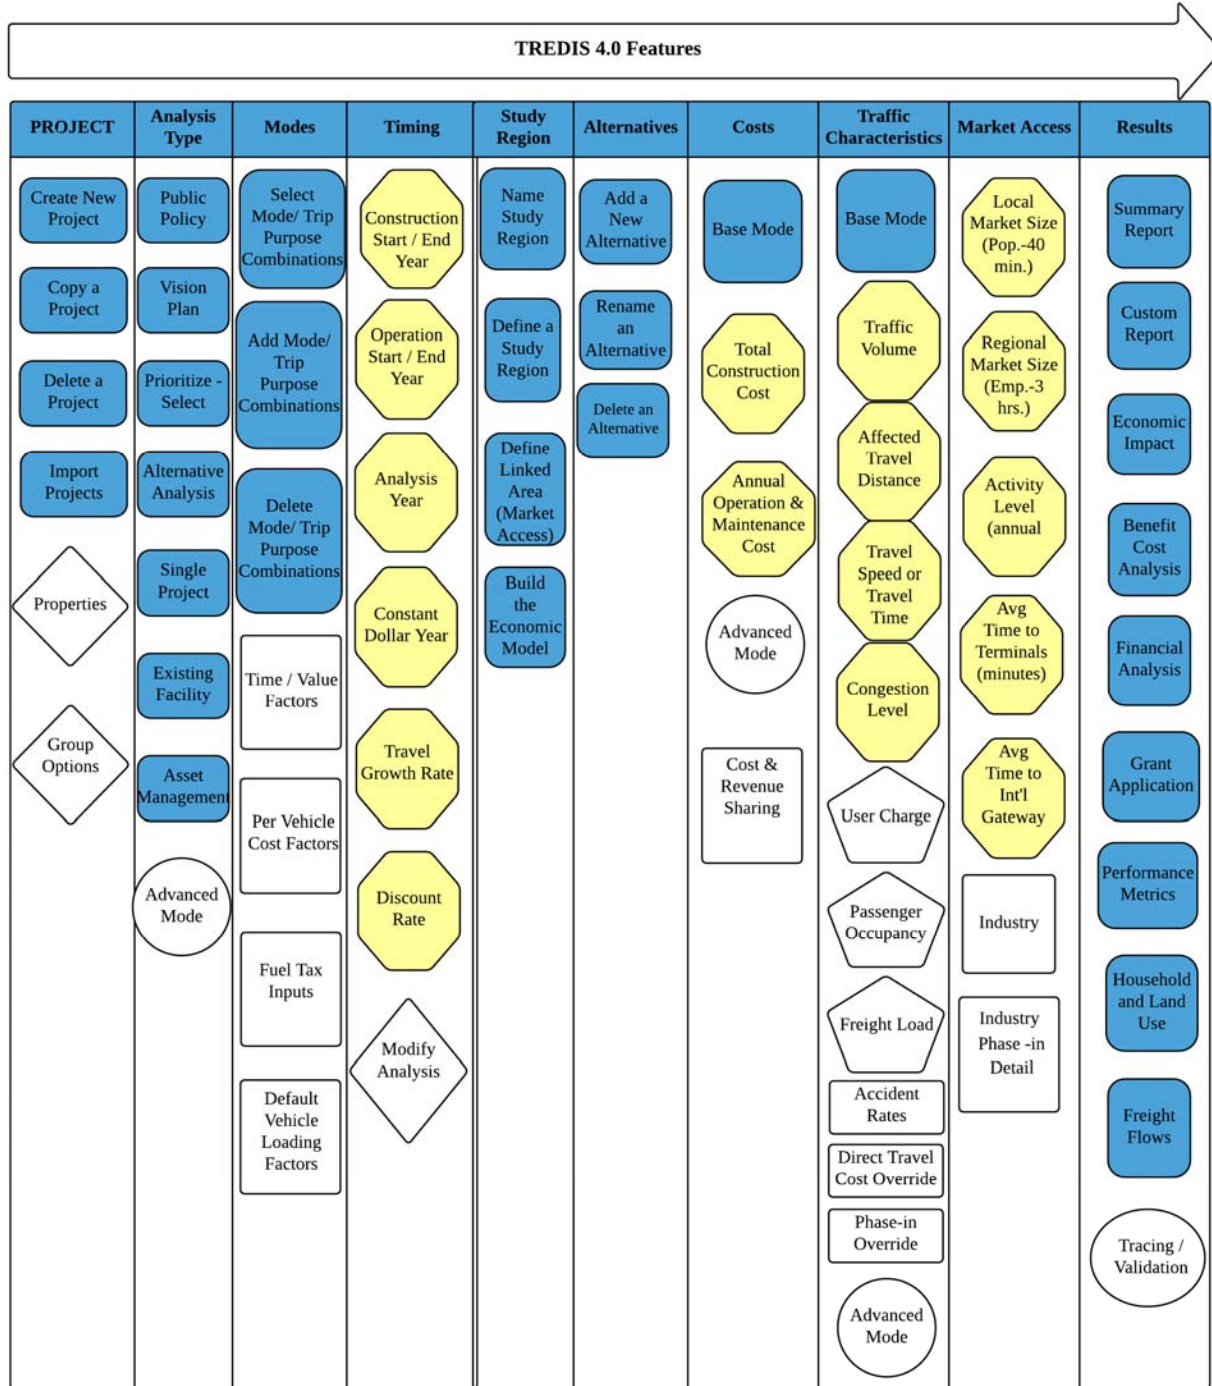 TREDIS 4.0 Features
PROJECT
Analysis
Type
Modes
Timing
Study
Region
Alternatives
Costs
Traffic
Characteristics
Market Access
Results
Create New
Project
Copy a
Project
Delete a
Project
Import
Projects
Properties
Group
Options
Public
Policy
Vision
Plan
Prioritize -
Select
Alternative
Analysis
Single
Project
Existing
Facility
Asset
Management
Advanced
Mode
Select
Mode/ Trip
Purpose
Combinations
Add Mode/
Trip
Purpose
Combinations
Delete
Mode/ Trip
Purpose
Combinations
Time / Value
Factors
Per Vehicle
Cost Factors
Fuel Tax
Inputs
Default
Vehicle
Loading
Factors
Construction
Start / End
Year
Operation
Start / End
Year
Analysis
Year
Constant
Dollar Year
Travel
Growth Rate
Discount
Rate
Modify
Analysis
Name
Study
Region
Define a
Study
Region
Define
Linked
Area
(Market
Access)
Build
the
Economic
Model
Add a
New
Alternative
Rename
an
Alternative
Delete an
Alternative
Base Mode
Total
Construction
Cost
Annual
Operation &
Maintenance
Cost
Advanced
Mode
Cost &
Revenue
Sharing
Base Mode
Traffic
Volume
Affected
Travel
Distance
Travel
Speed or
Travel
Time
Congestion
Level
User Charge
Passenger
Occupancy
Freight Load
Accident
Rates
Direct Travel
Cost Override
Phase-in
Override
Advanced
Mode
Local
Market Size
(Pop.-40
min.)
Regional
Market Size
(Emp.-3
hrs.)
Activity
Level
(annual
Avg
Time to
Terminals
(minutes)
Avg
Time to
Int'l
Gateway
Industry
Industry
Phase -in
Detail
Summary
Report
Custom
Report
Economic
Impact
Benefit
Cost
Analysis
Financial
Analysis
Grant
Application
Performance
Metrics
Household
and Land
Use
Freight
Flows
Tracing /
Validation